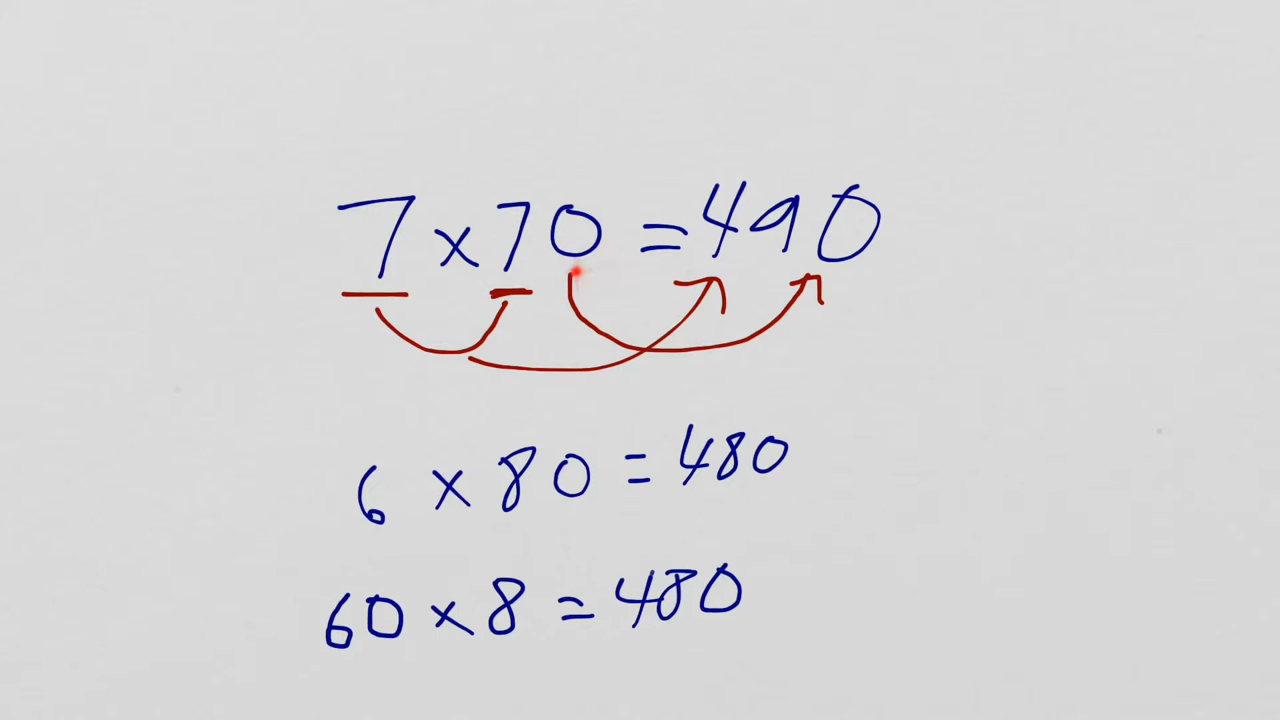 7 x 70 = 490
6 x 80 = 480
60 x 8 = 480